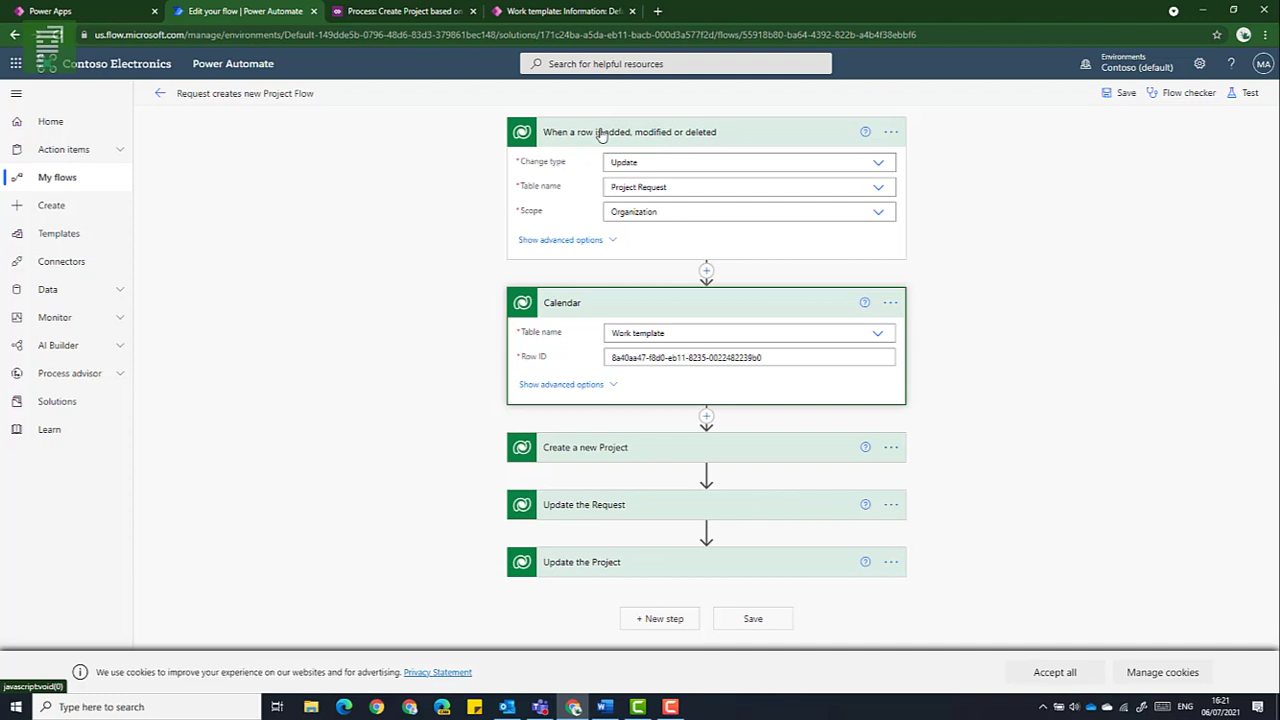 Power Apps
Edit your flow | Power Automate
Process: Create Project based on
Work template: Information: Def
us.flow.microsoft.com/manage/environments/Default-149dde5b-0796-48d6-83d3-379861bec148/solutions/171c24ba-a5da-eb11-bacb-000d3a577f2d/flows/55918b80-ba64-4392-822b-a4b4f38ebbf6
Contoso Electronics
Power Automate
Search for helpful resources
Environments
Contoso (default)
MA
Request creates new Project Flow
Save
Flow checker
Test
Home
Action items
My flows
Create
Templates
Connectors
Data
Monitor
AI Builder
Process advisor
Solutions
Learn
When a row is added, modified or deleted
* Change type
Update
* Table name
Project Request
* Scope
Organization
Show advanced options
Calendar
* Table name
Work template
* Row ID
8a40aa47-f8d0-eb11-8235-0022482239b0
Show advanced options
Create a new Project
Update the Request
Update the Project
+ New step
Save
We use cookies to improve your experience on our websites and for advertising. Privacy Statement
Accept all
Manage cookies
javascript:void(0)
Type here to search
ENG
16:21
06/07/2021